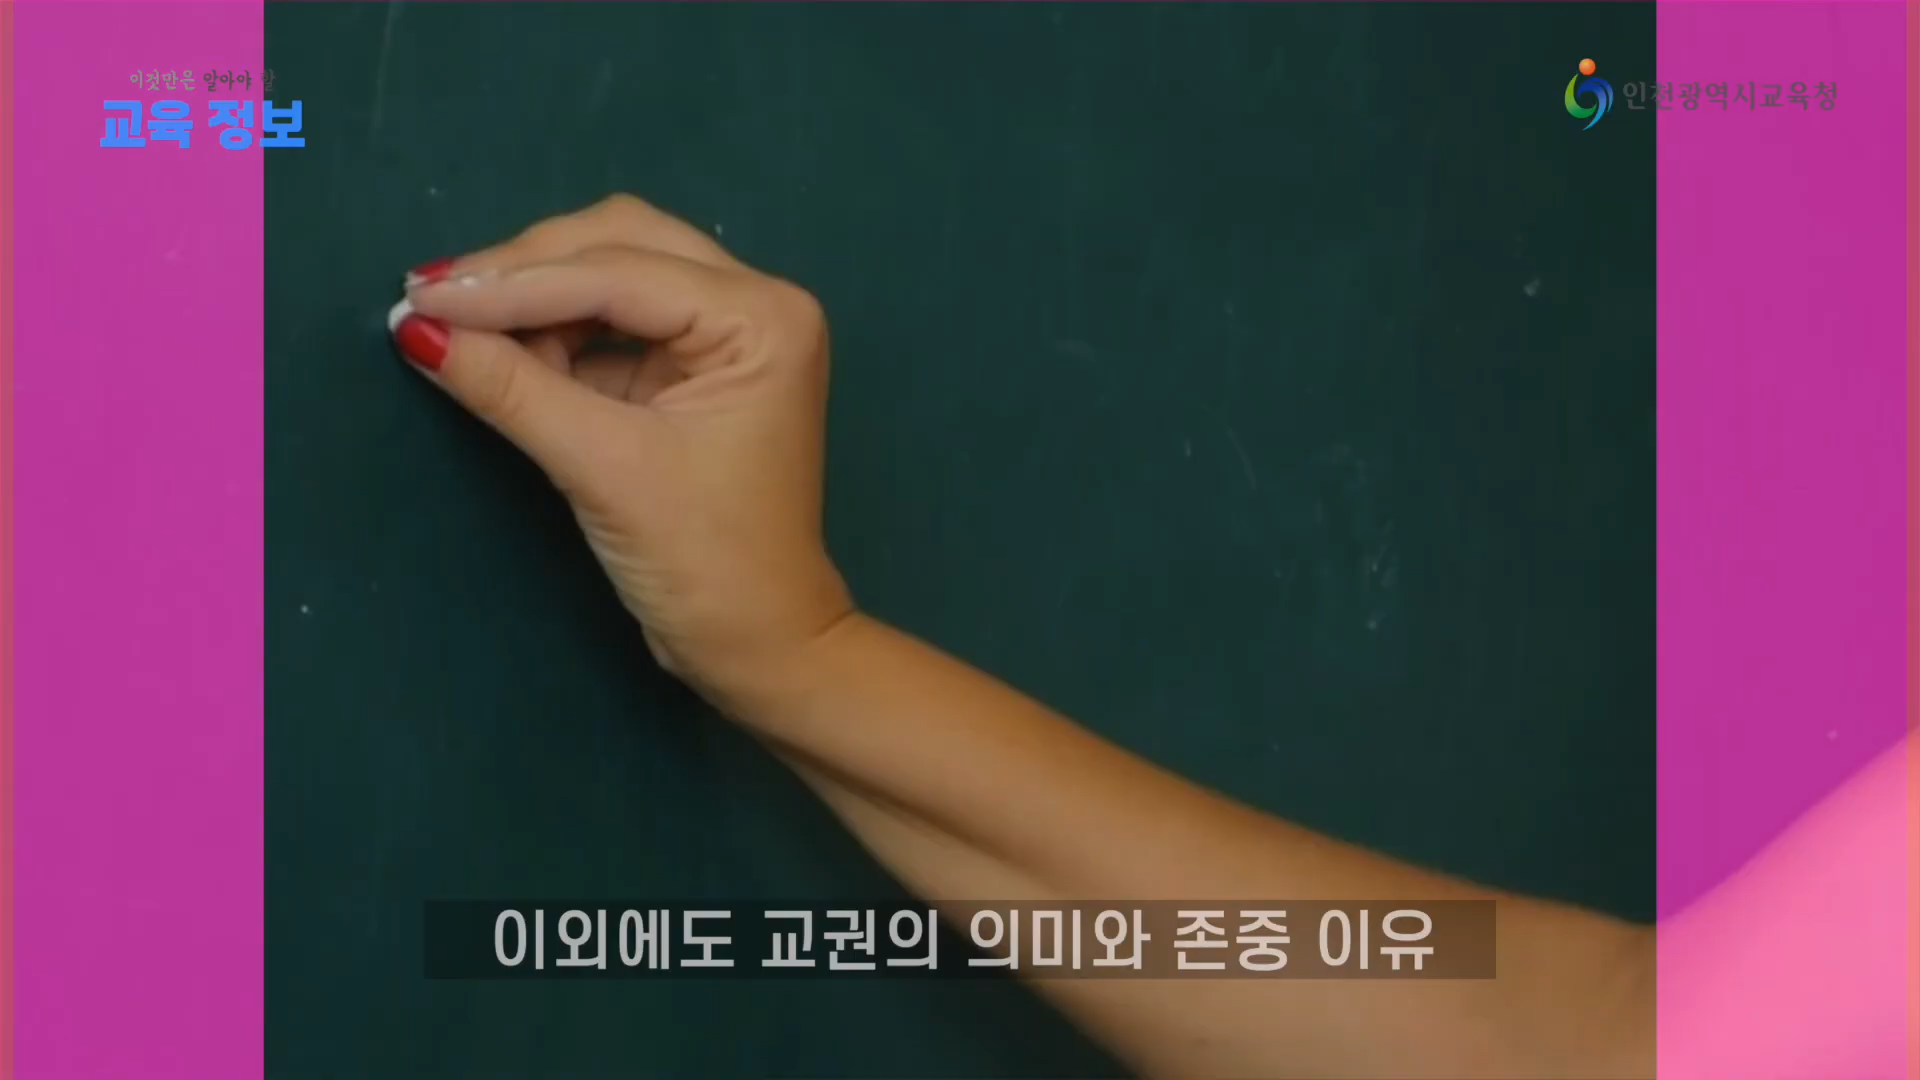 이것만은 알아야 할
교육 정보
인천광역시교육청
이외에도 교권의 의미와 존중 이유